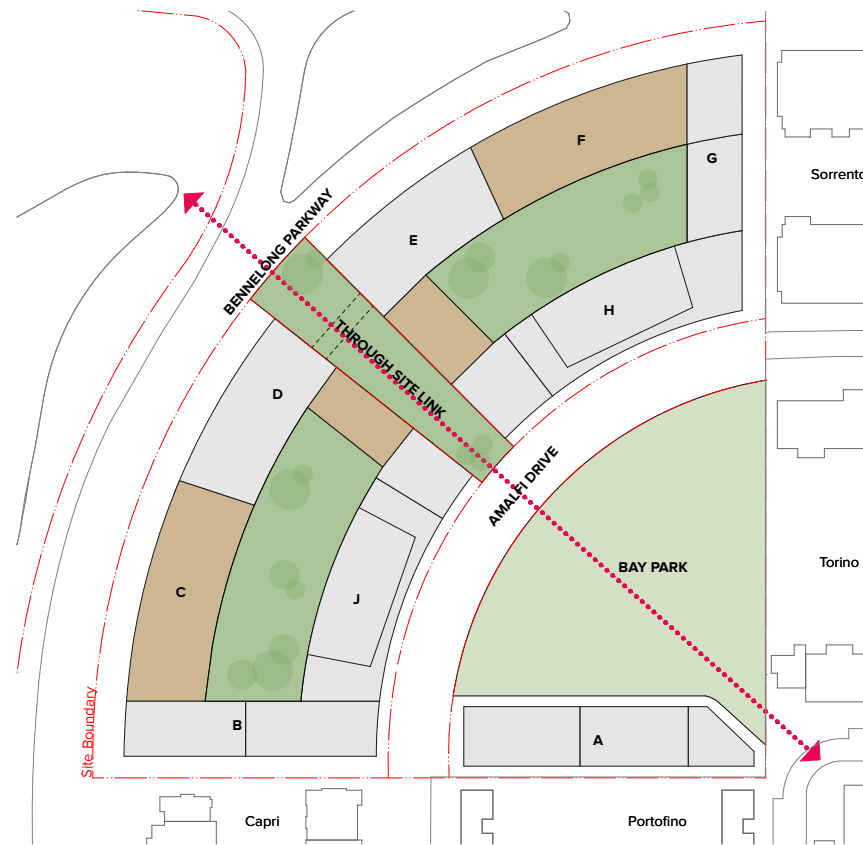 F
G
Sorrento
E
BENNELONG PARKWAY
H
THROUGH SITE LINK
D
AMALFI DRIVE
BAY PARK
Torino
C
J
Site Boundary
B
A
Capri
Portofino